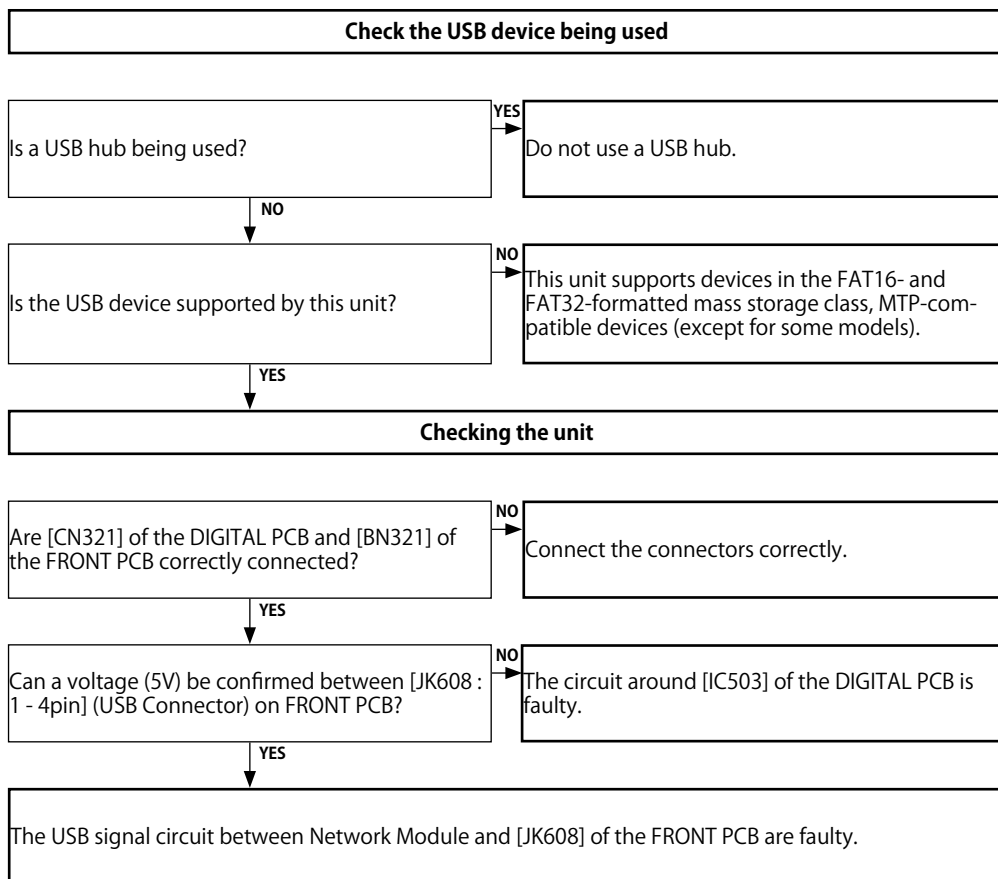 Check the USB device being used
Is a USB hub being used?
YES
Do not use a USB hub.
NO
Is the USB device supported by this unit?
NO
This unit supports devices in the FAT16- and
FAT32-formatted mass storage class, MTP-com-
patible devices (except for some models).
YES
Checking the unit
Are [CN321] of the DIGITAL PCB and [BN321] of
the FRONT PCB correctly connected?
NO
Connect the connectors correctly.
YES
Can a voltage (5V) be confirmed between [JK608 :
1 - 4pin] (USB Connector) on FRONT PCB?
NO
The circuit around [IC503] of the DIGITAL PCB is
faulty.
YES
The USB signal circuit between Network Module and [JK608] of the FRONT PCB are faulty.